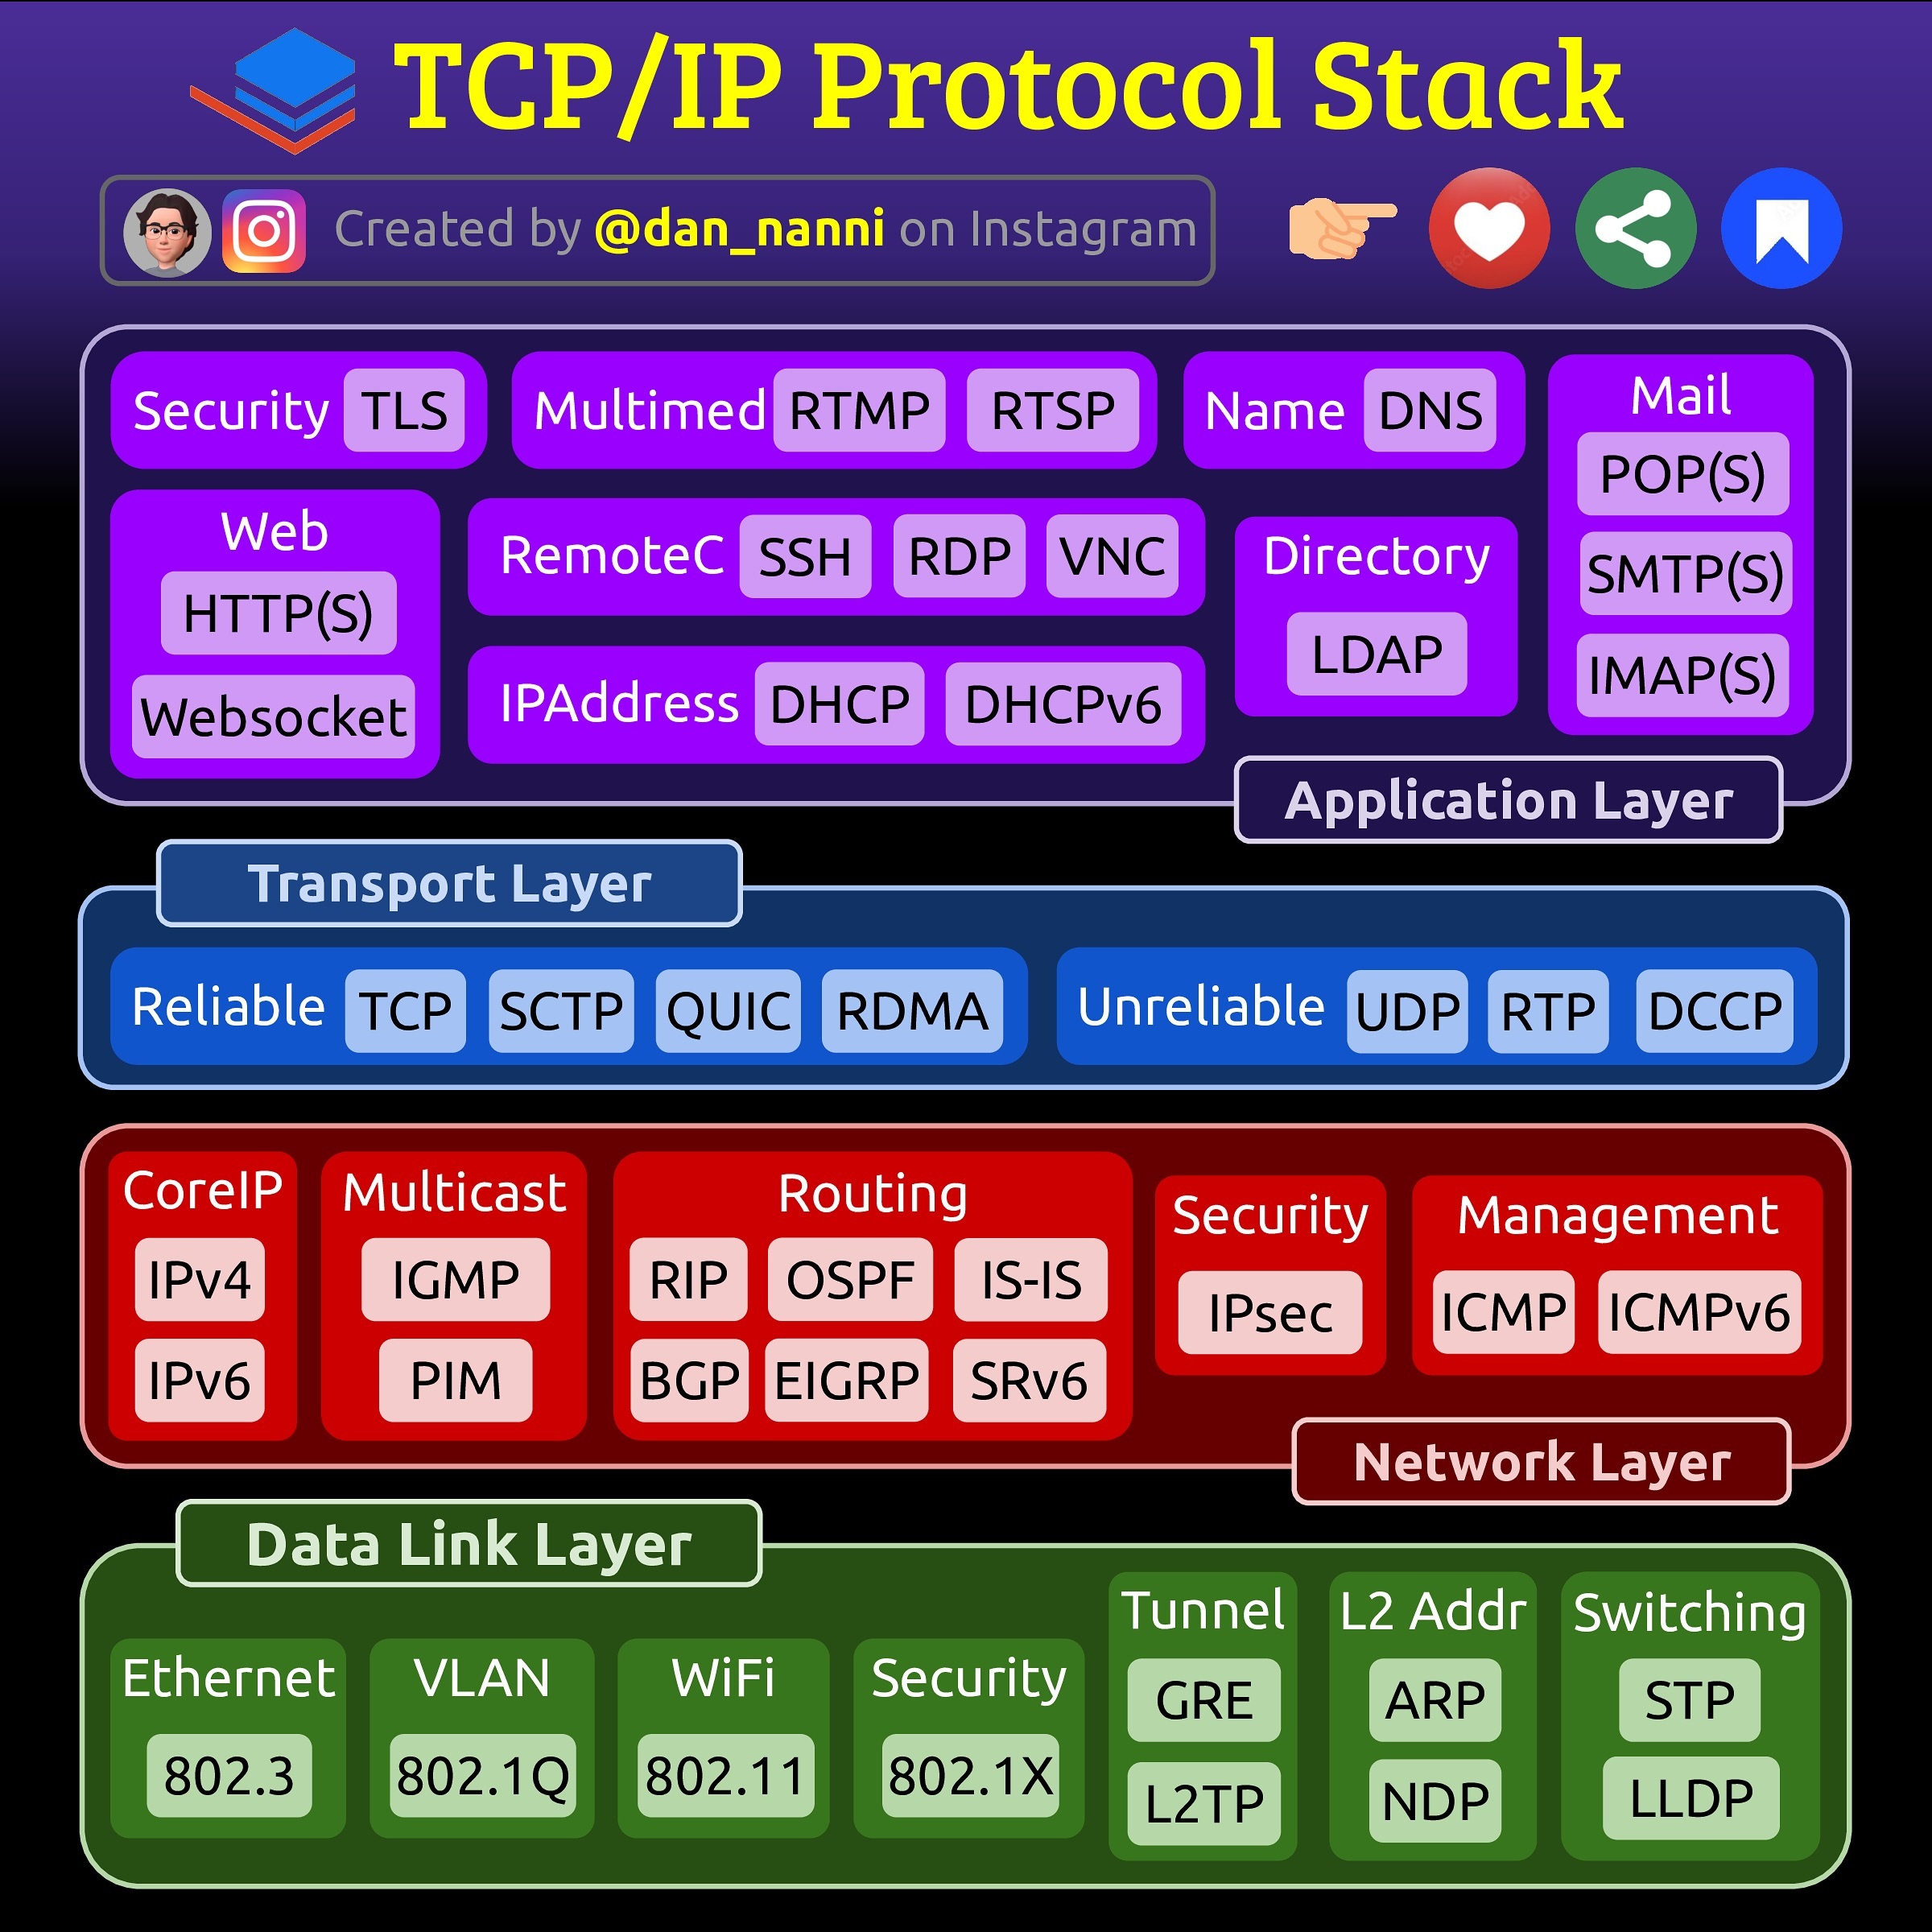 TCP/IP Protocol Stack
Created by @dan_nanni on Instagram
Security TLS
Multimed RTMP RTSP
Name DNS
Mail
POP(S)
SMTP(S)
IMAP(S)
Web
HTTP(S)
Websocket
RemoteC SSH RDP VNC
IPAddress DHCP DHCPv6
Directory
LDAP
Application Layer
Transport Layer
Reliable TCP SCTP QUIC RDMA
Unreliable UDP RTP DCCP
CoreIP
IPv4
IPv6
Multicast
IGMP
PIM
Routing
RIP OSPF IS-IS
BGP EIGRP SRv6
Security
IPsec
Management
ICMP ICMPv6
Network Layer
Data Link Layer
Ethernet
802.3
VLAN
802.1Q
WiFi
802.11
Security
802.1X
Tunnel
GRE
L2TP
L2 Addr
ARP
NDP
Switching
STP
LLDP